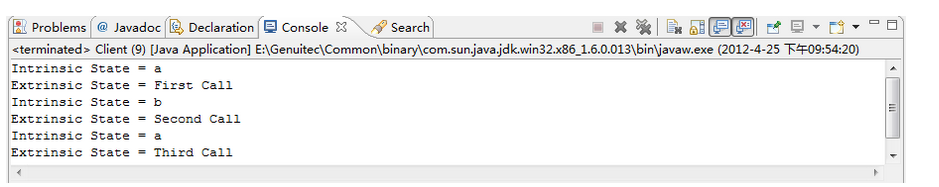 Problems @ Javadoc Declaration Console Search
<terminated> Client (9) [Java Application] E:\Genuitec\Common\binary\com.sun.java.jdk.win32.x86_1.6.0.013\bin\javaw.exe (2012-4-25 下午09:54:20)
Intrinsic State = a
Extrinsic State = First Call
Intrinsic State = b
Extrinsic State = Second Call
Intrinsic State = a
Extrinsic State = Third Call